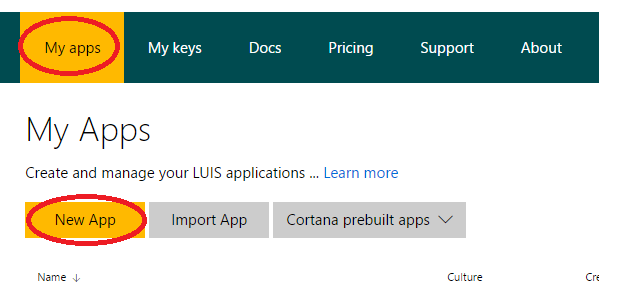 My apps My keys Docs Pricing Support About
My Apps
Create and manage your LUIS applications ... Learn more
New App Import App Cortana prebuilt apps
Name ↓ Culture Cre